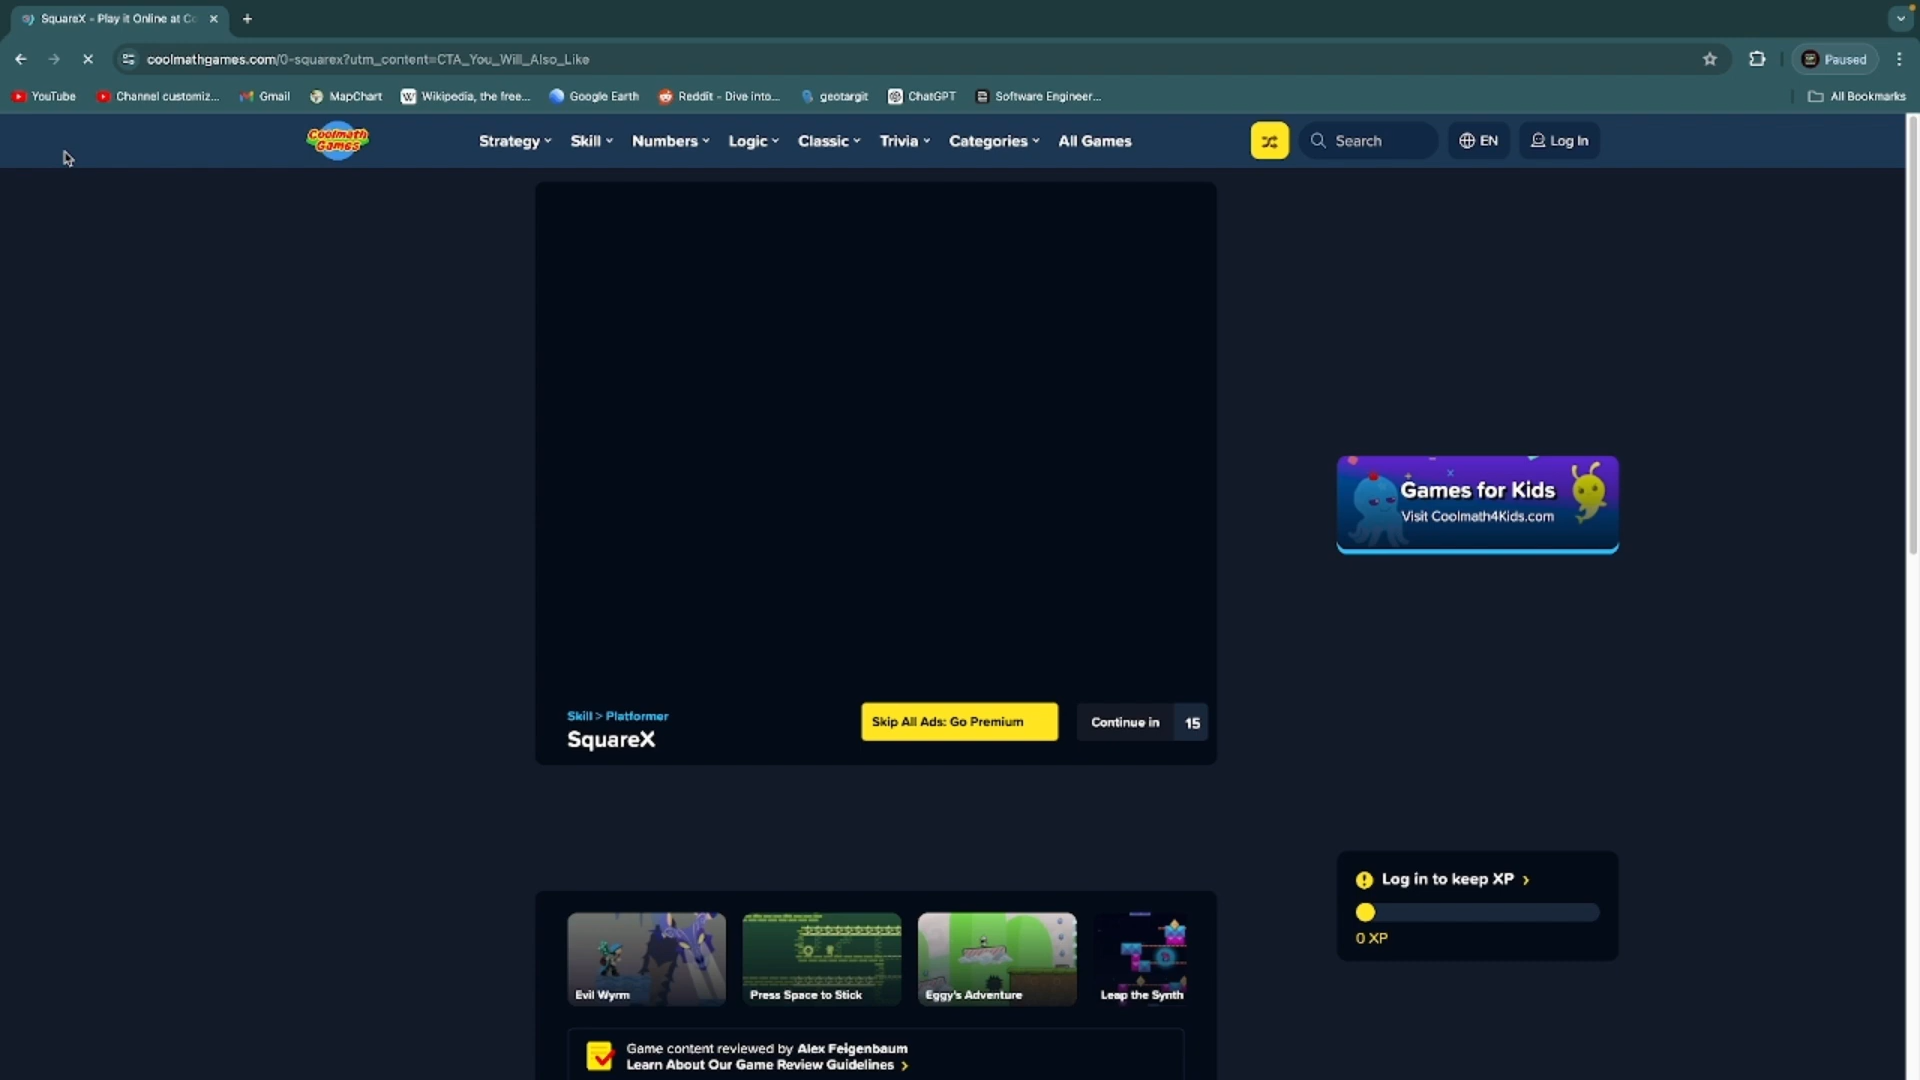 SquareX - Play it Online at Co
coolmathgames.com/0-squarex?utm_content=CTA_You_Will_Also_Like
Paused
YouTube
Channel customiz...
Gmail
MapChart
Wikipedia, the free...
Google Earth
Reddit - Dive into...
geotargit
ChatGPT
Software Engineer...
All Bookmarks
Coolmath
Games
Strategy
Skill
Numbers
Logic
Classic
Trivia
Categories
All Games
Search
EN
Log In
Games for Kids
Visit Coolmath4Kids.com
Skill > Platformer
SquareX
Skip All Ads: Go Premium
Continue in 15
Log in to keep XP >
0 XP
Evil Wyrm
Press Space to Stick
Eggy's Adventure
Leap the Synth
Game content reviewed by Alex Feigenbaum
Learn About Our Game Review Guidelines >